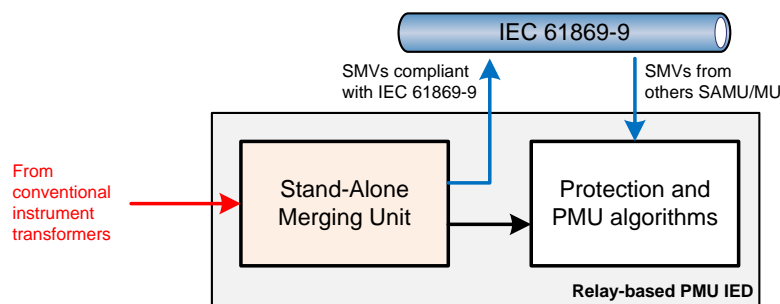 IEC 61869-9
SMVs compliant
with IEC 61869-9
SMVs from
others SAMU/MU
From
conventional
instrument
transformers
Stand-Alone
Merging Unit
Protection and
PMU algorithms
Relay-based PMU IED